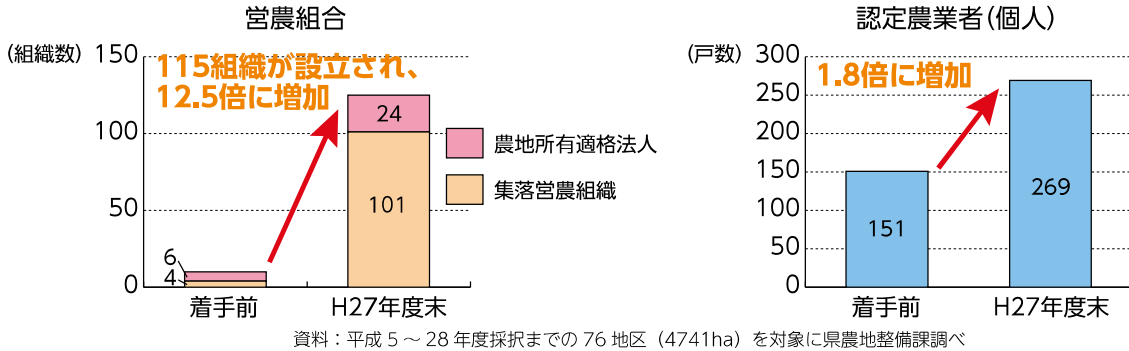 営農組合
(組織数)
150
100
50
0
115組織が設立され、
12.5倍に増加
24
101
6
4
着手前
H27年度末
農地所有適格法人
集落営農組織
認定農業者(個人)
(戸数)
300
250
200
150
100
50
0
1.8倍に増加
151
269
着手前
H27年度末
資料:平成5~28年度採択までの76地区(4741ha)を対象に県農地整備課調べ